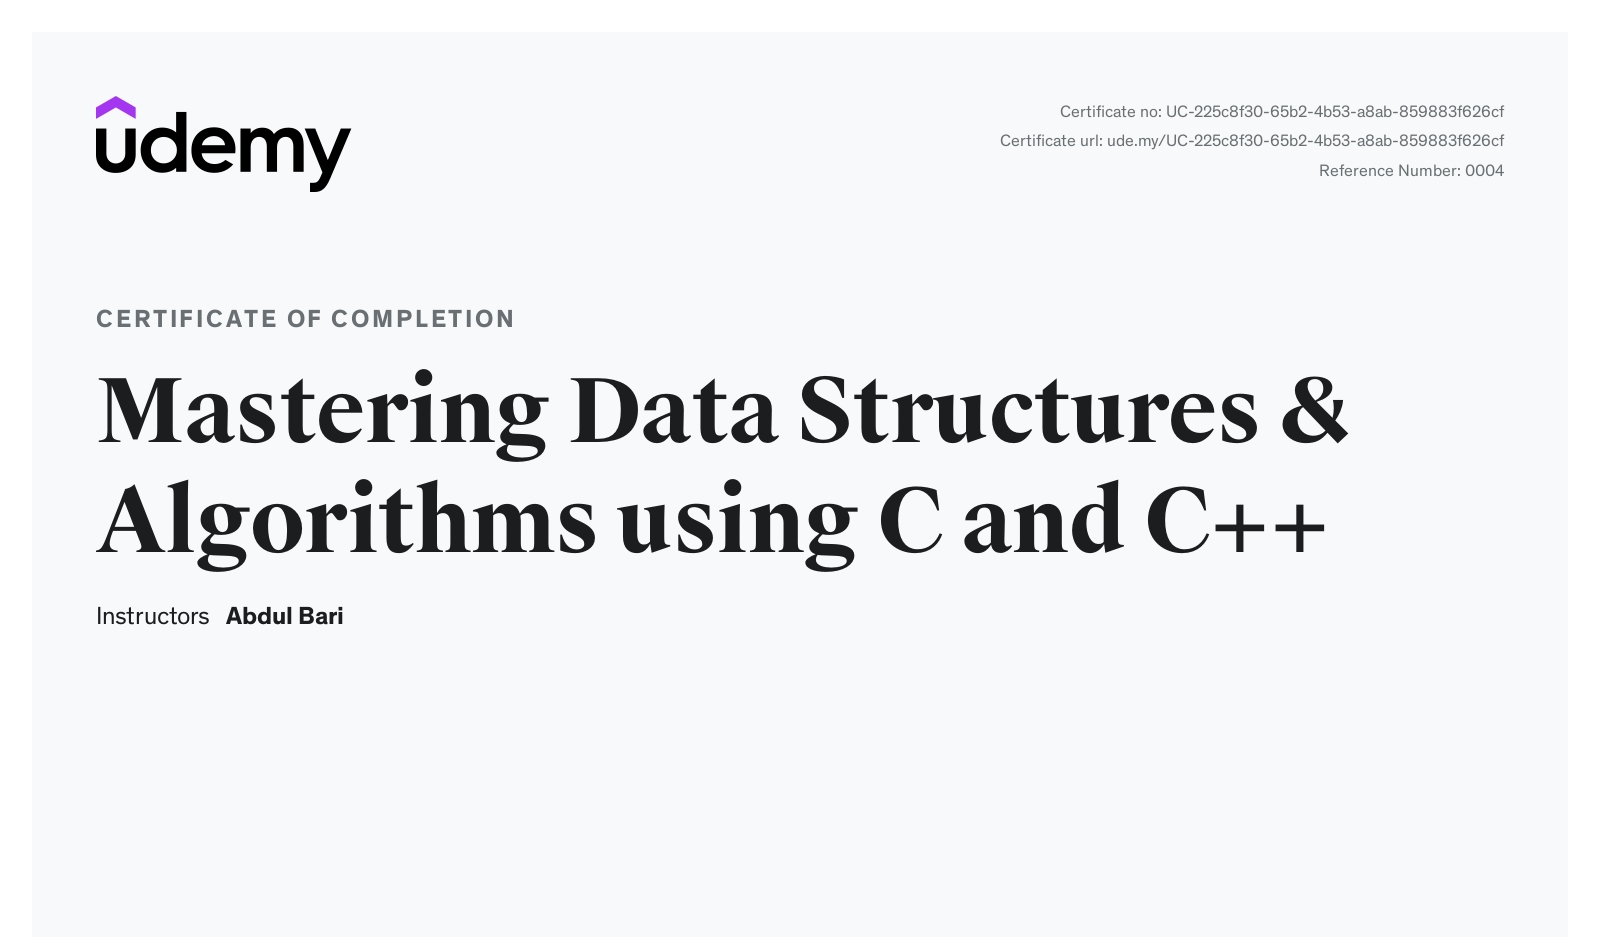 udemy
Certificate no: UC-225c8f30-65b2-4b53-a8ab-859883f626cf
Certificate url: ude.my/UC-225c8f30-65b2-4b53-a8ab-859883f626cf
Reference Number: 0004
CERTIFICATE OF COMPLETION
Mastering Data Structures &
Algorithms using C and C++
Instructors Abdul Bari